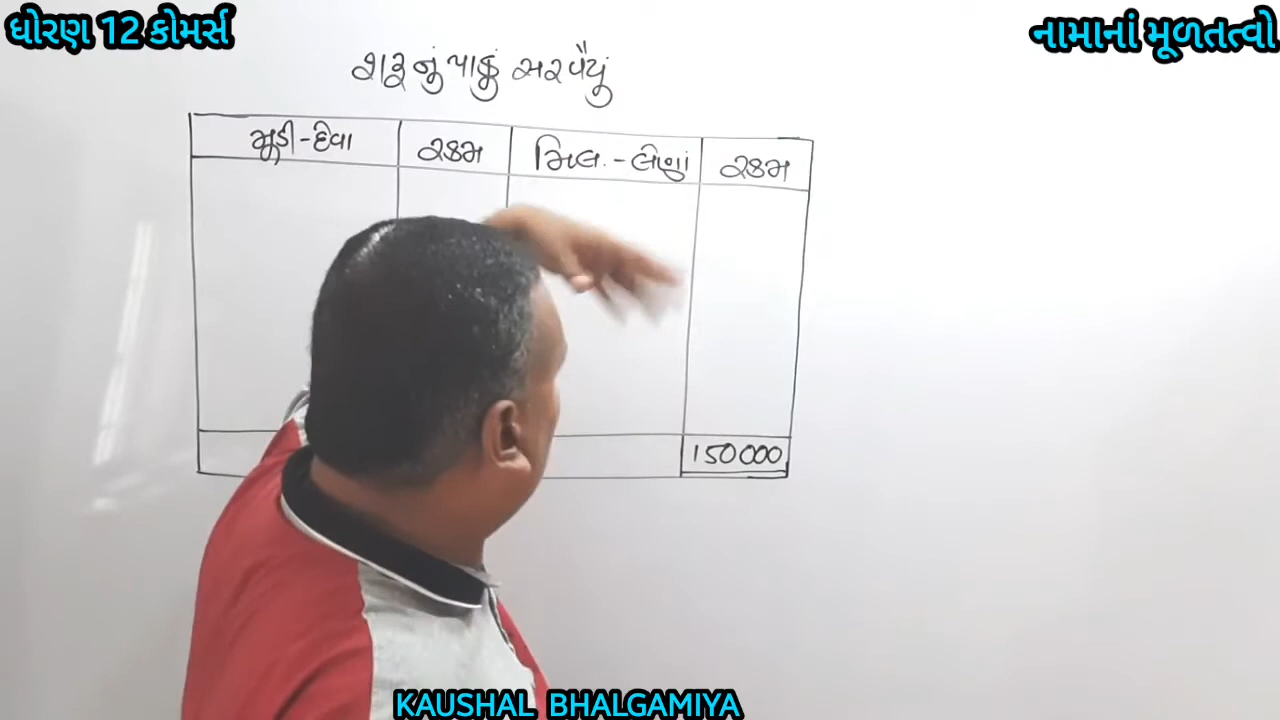 ધોરણ 12 કોમર્સ
નામાનાં મૂળતત્વો
શરૂનું પાકું સરવૈયું
મૂડી-દેવા રકમ મિલ.-લેણાં રકમ
150000
KAUSHAL BHALGAMIYA